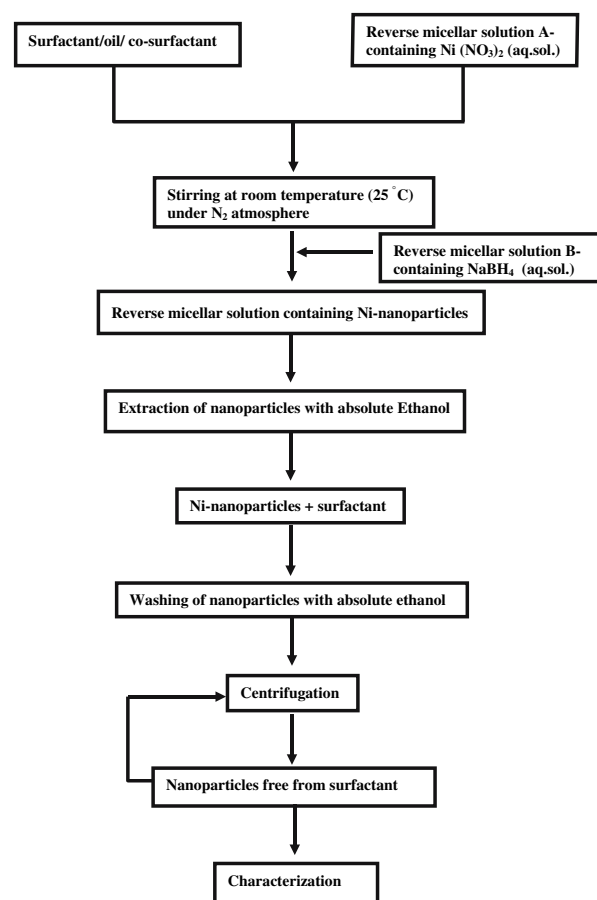 Surfactant/oil/ co-surfactant
Reverse micellar solution A-
containing Ni (NO₃)₂ (aq.sol.)
Stirring at room temperature (25 °C)
under N₂ atmosphere
Reverse micellar solution B-
containing NaBH₄ (aq.sol.)
Reverse micellar solution containing Ni-nanoparticles
Extraction of nanoparticles with absolute Ethanol
Ni-nanoparticles + surfactant
Washing of nanoparticles with absolute ethanol
Centrifugation
Nanoparticles free from surfactant
Characterization